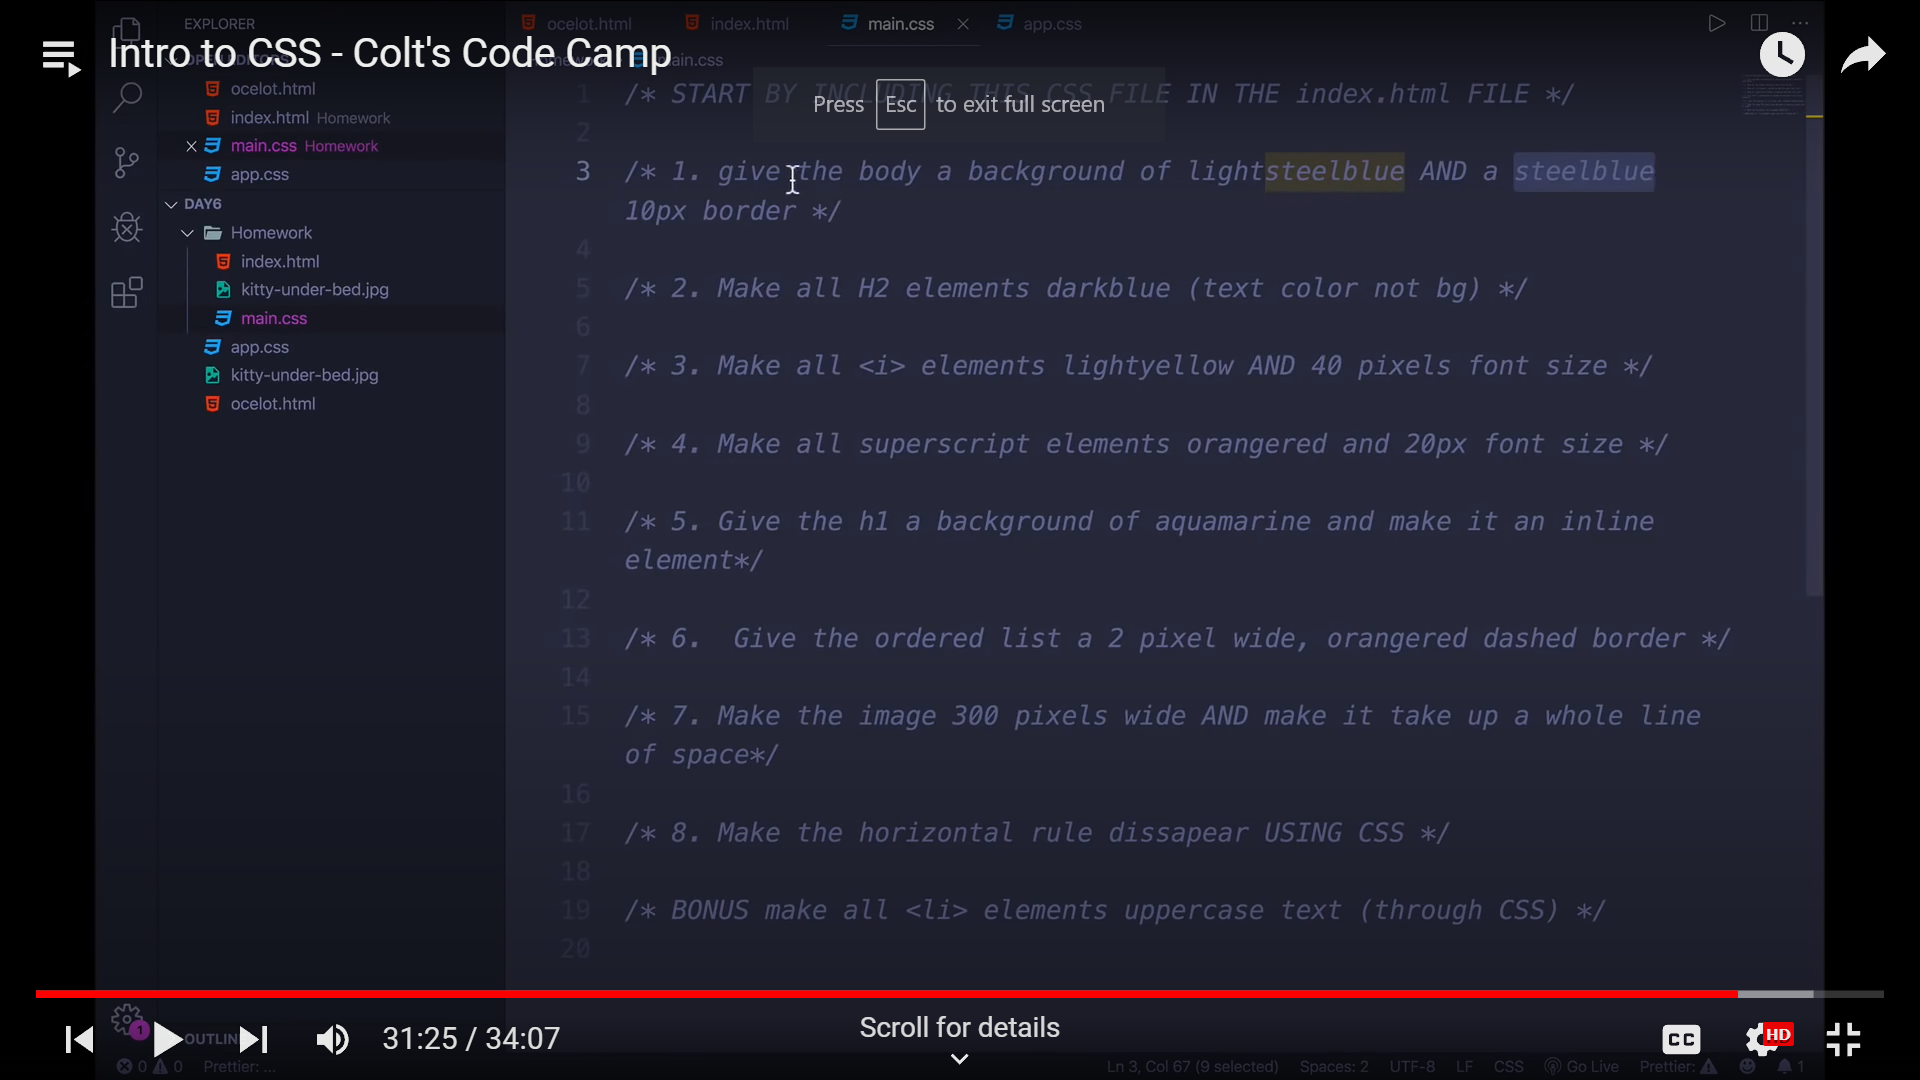 EXPLORER
ocelot.html
index.html
main.css
app.css
Intro to CSS - Colt's Code Camp
main.css
ocelot.html
index.html Homework
main.css Homework
app.css
DAY6
Homework
index.html
kitty-under-bed.jpg
main.css
app.css
kitty-under-bed.jpg
ocelot.html
Press Esc to exit full screen
1 /* START BY INCLUDING THIS CSS FILE IN THE index.html FILE */
2
3 /* 1. give the body a background of lightsteelblue AND a steelblue
10px border */
4
5 /* 2. Make all H2 elements darkblue (text color not bg) */
6
7 /* 3. Make all <i> elements lightyellow AND 40 pixels font size */
8
9 /* 4. Make all superscript elements orangered and 20px font size */
10
11 /* 5. Give the h1 a background of aquamarine and make it an inline
element*/
12
13 /* 6.  Give the ordered list a 2 pixel wide, orangered dashed border */
14
15 /* 7. Make the image 300 pixels wide AND make it take up a whole line
of space*/
16
17 /* 8. Make the horizontal rule dissapear USING CSS */
18
19 /* BONUS make all <li> elements uppercase text (through CSS) */
20
1
31:25 / 34:07
Scroll for details
CC
HD
0 0 Prettier: ...
Ln 3, Col 67 (9 selected) Spaces: 2 UTF-8 LF CSS Go Live Prettier: 1